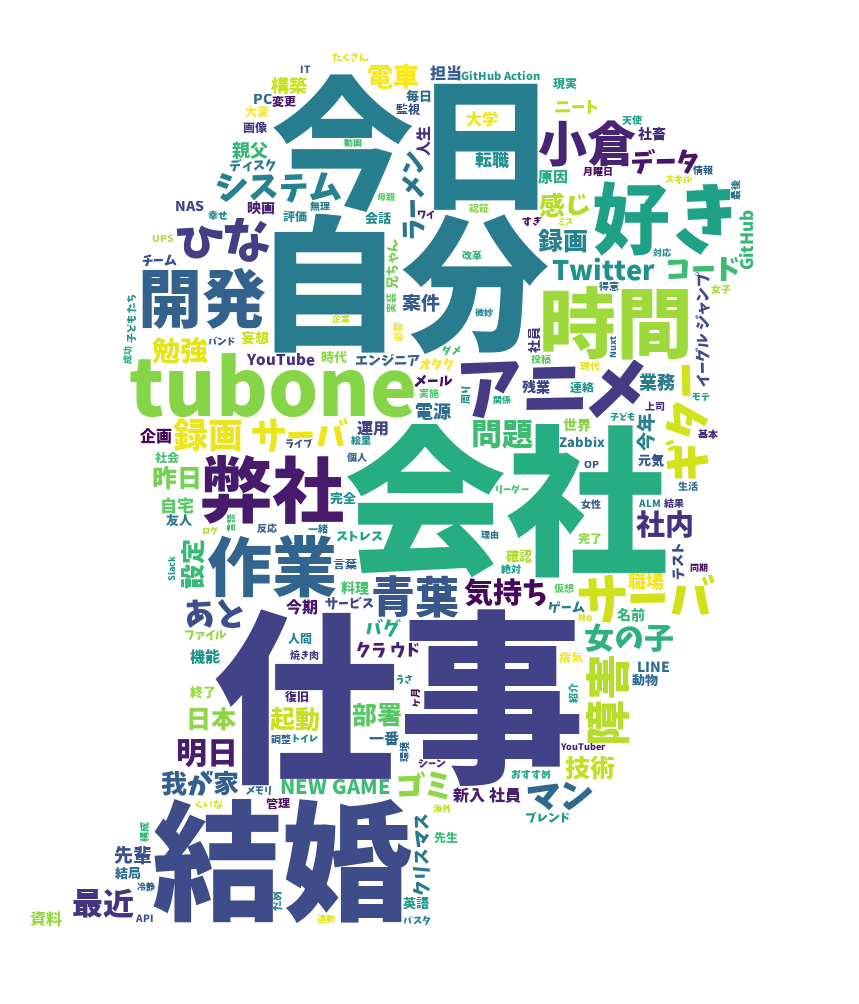 たくさん
IT
電車
担当
GitHub Action
構築
現実
PC
変更
毎日
ニート
大変
監視
今日
大学
天使
画像
人生
小倉
社畜
動画
転職
親父
月曜日
データ
情報
ディスク
ラーメン
原因
スキル
最後
システム
母親
NAS
映画
無理
ワイ
認証
感じ
ミス
好き
幸せ
評価
会話
すぎ
GitHub
UPS
ひな
自分
録画
対応
チーム
兄ちゃん
改革
Twitter
コード
開発
案件
時間
得意
女子
子どもたち
実装
微妙
イーグル ジャンプ
企業
必要
社員
Nuxt
バンド
妄想
勉強
成功
YouTube
時代
エンジニア
オタク
ダメ
投稿
現代
tubone
メール
アニメ
残業
連絡
業務
モテ
実施
周り
関係
ギター
電源
上司
録画 サーバ
運用
問題
世界
子ども
今年
企画
ライブ
絵里
Zabbix
基本
社会
個人
OP
元気
昨日
弊社
完全
会社
リーダー
生活
自宅
女性
ALM
結果
友人
社内
ログ
言語
反応
一緒
ストレス
理由
完了
Slack
設定
作業
言葉
確認
テスト
同期
絶対
料理
青葉
気持ち
仮想
職場
サーバ
あと
今期
サービス
ゲーム
名前
ファイル
バグ
No
人間
女の子
機能
焼き肉
クラウド
仕事
病気
LINE
うさ
動物
終了
復旧
ヶ月
紹介
障害
日本
起動
部署
一番
調整
トイレ
環境
YouTuber
明日
シーン
おすすめ
技術
我が家
メモリ
NEW GAME
ゴミ
新入 社員
マン
くいな
管理
海外
ブレンド
構成
結婚
クリスマス
先生
先輩
結局
冷静
最近
ため
英語
資料
API
運動
パスタ